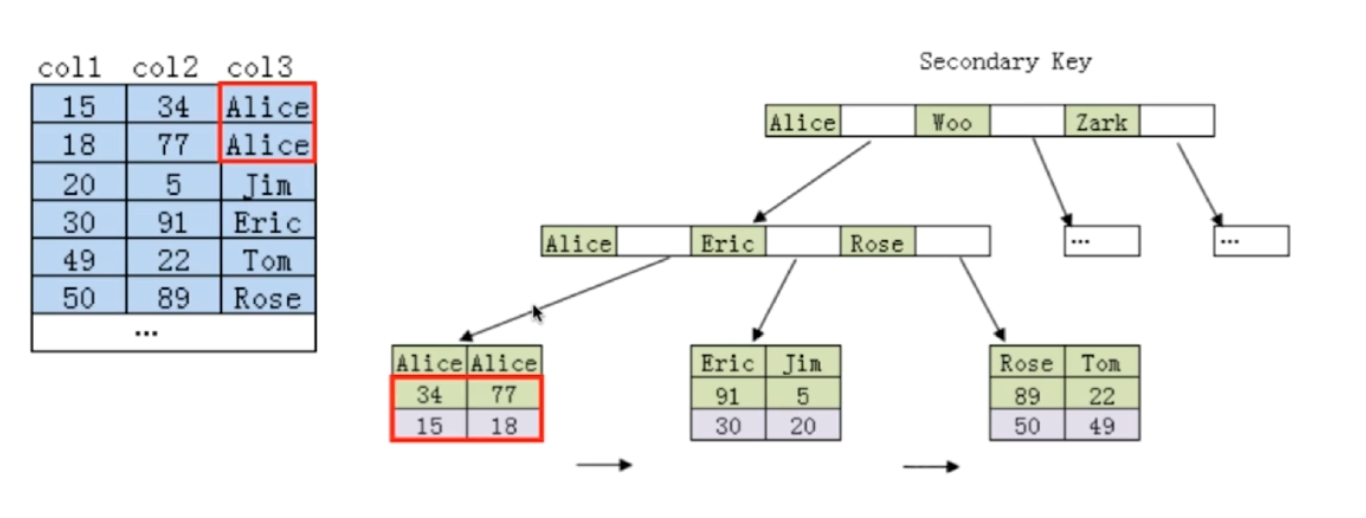 col1 col2 col3
15 34 Alice
18 77 Alice
20 5 Jim
30 91 Eric
49 22 Tom
50 89 Rose
...
Secondary Key
Alice Woo Zark
Alice Eric Rose
... ...
Alice Alice
34 77
15 18
Eric Jim
91 5
30 20
Rose Tom
89 22
50 49